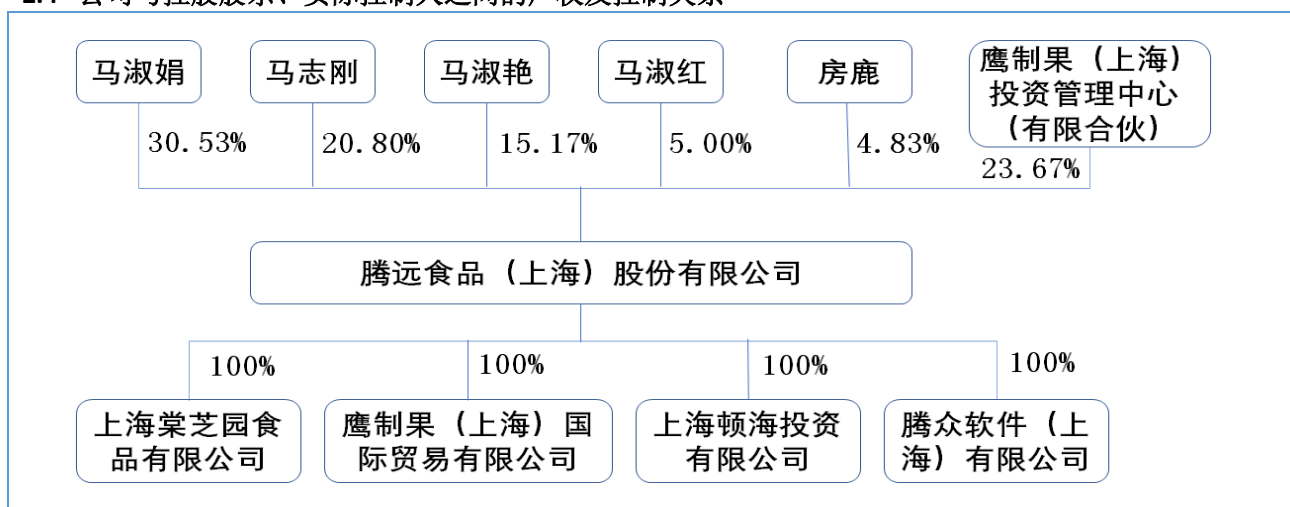 马淑娟
马志刚
马淑艳
马淑红
房鹿
鹰制果（上海）
投资管理中心
（有限合伙）
30.53%
20.80%
15.17%
5.00%
4.83%
23.67%
腾远食品（上海）股份有限公司
100%
100%
100%
100%
上海棠芝园食
品有限公司
鹰制果（上海）国
际贸易有限公司
上海顿海投资
有限公司
腾众软件（上
海）有限公司